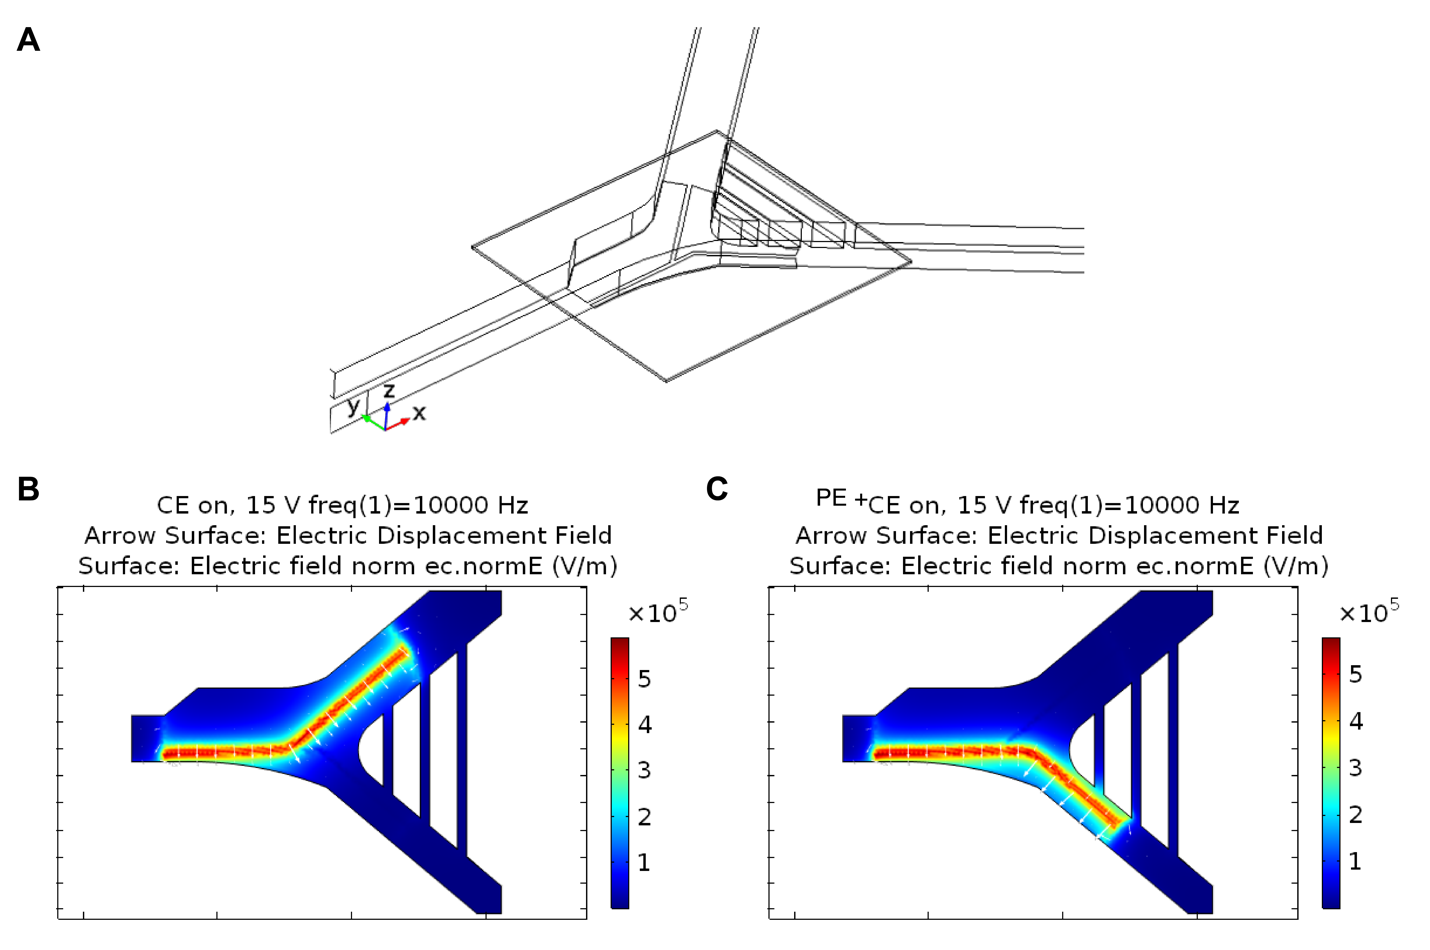 A
z
y
x
B
CE on, 15 V freq(1)=10000 Hz
Arrow Surface: Electric Displacement Field
Surface: Electric field norm ec.normE (V/m)
×10⁵
5
4
3
2
1
C
PE +CE on, 15 V freq(1)=10000 Hz
Arrow Surface: Electric Displacement Field
Surface: Electric field norm ec.normE (V/m)
×10⁵
5
4
3
2
1